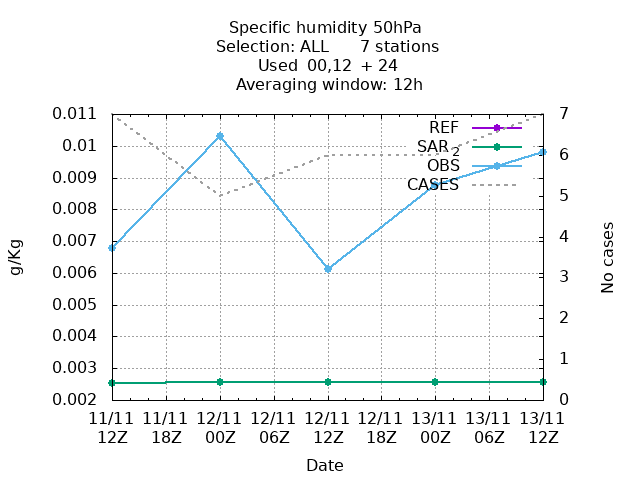 Specific humidity 50hPa
Selection: ALL 7 stations
Used 00,12 + 24
Averaging window: 12h
0.011
0.01
0.009
0.008
0.007
0.006
0.005
0.004
0.003
0.002
g/Kg
REF
SAR 2
OBS
CASES
7
6
5
4
3
2
1
0
No cases
11/11 11/11 12/11 12/11 12/11 12/11 13/11 13/11 13/11
12Z 18Z 00Z 06Z 12Z 18Z 00Z 06Z 12Z
Date